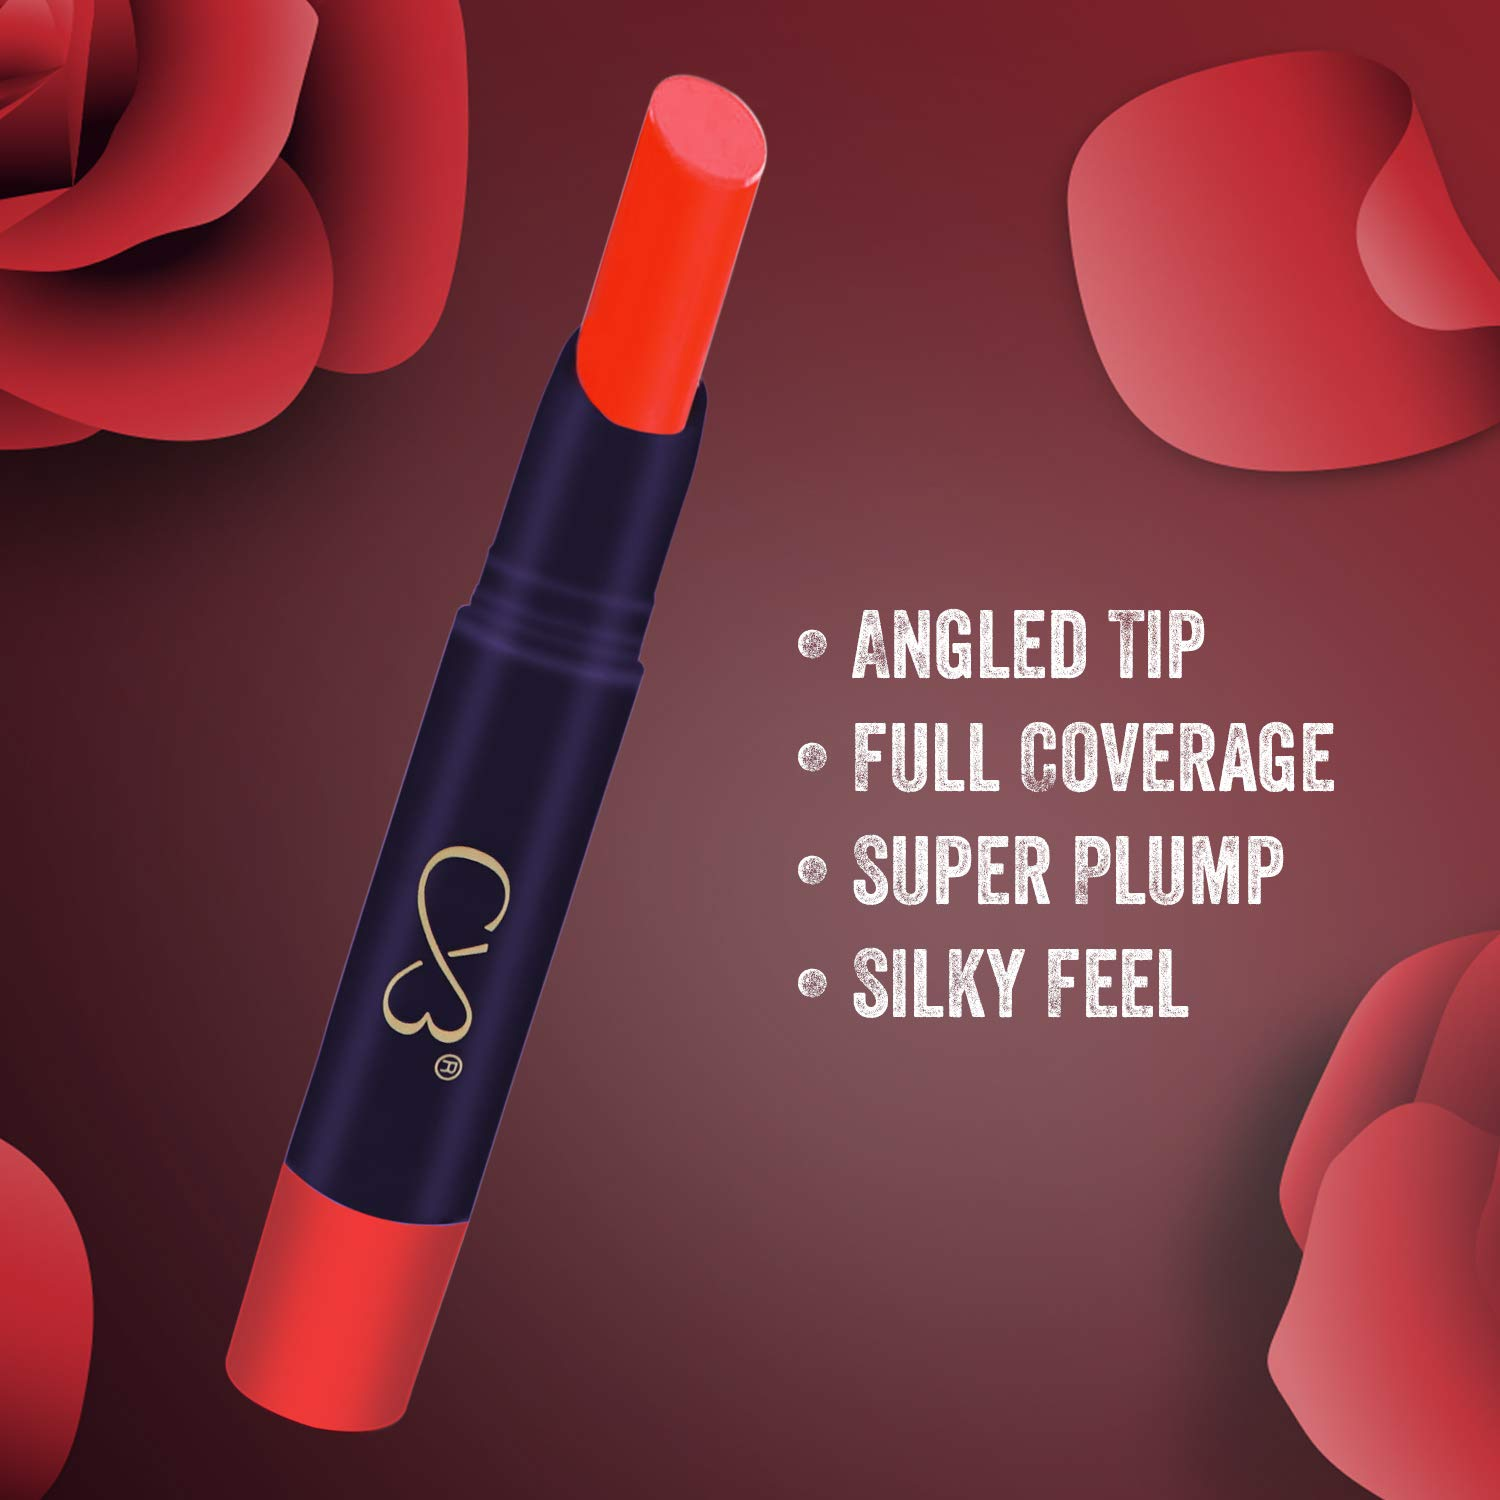 • ANGLED TIP
• FULL COVERAGE
• SUPER PLUMP
• SILKY FEEL
®